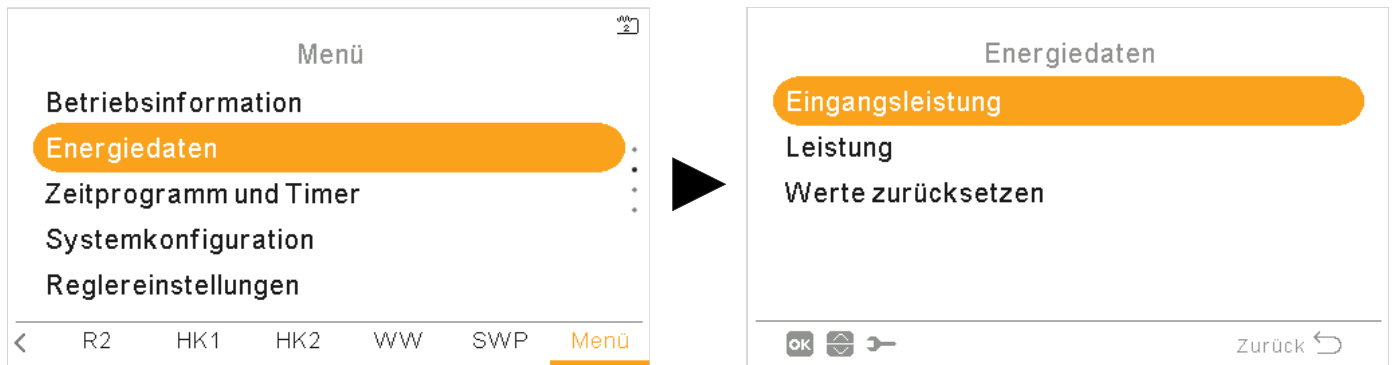 2
Menü
Betriebsinformation
Energiedaten
Zeitprogramm und Timer
Systemkonfiguration
Reglereinstellungen
< R2 HK1 HK2 WW SWP Menü
Energiedaten
Eingangsleistung
Leistung
Werte zurücksetzen
OK Zurück